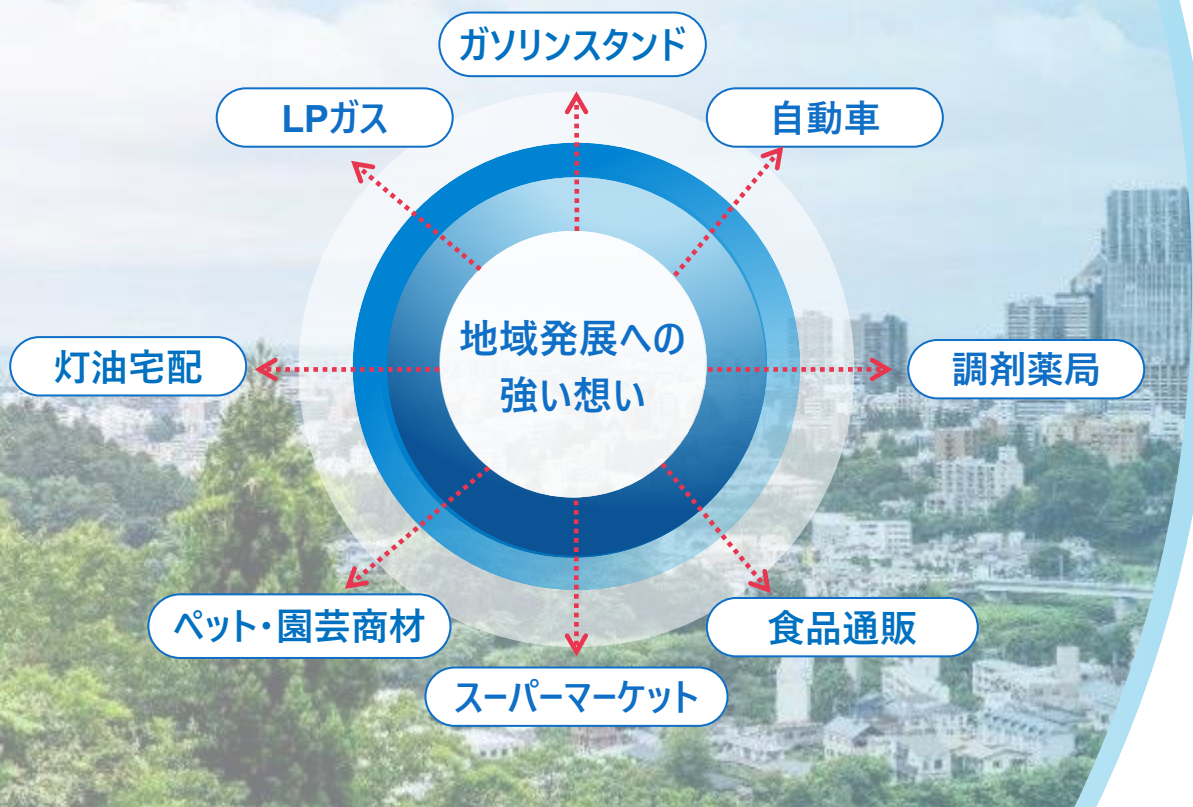 ガソリンスタンド
LPガス
自動車
地域発展への
強い想い
灯油宅配
調剤薬局
ペット・園芸商材
食品通販
スーパーマーケット